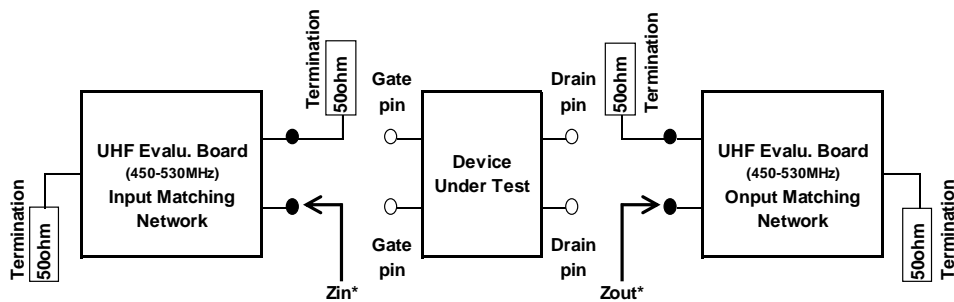 Termination
50ohm
UHF Evalu. Board
(450-530MHz)
Input Matching
Network
Termination
50ohm
Gate
pin
Gate
pin
Zin*
Device
Under Test
Drain
pin
Drain
pin
Zout*
50ohm
Termination
UHF Evalu. Board
(450-530MHz)
Onput Matching
Network
50ohm
Termination